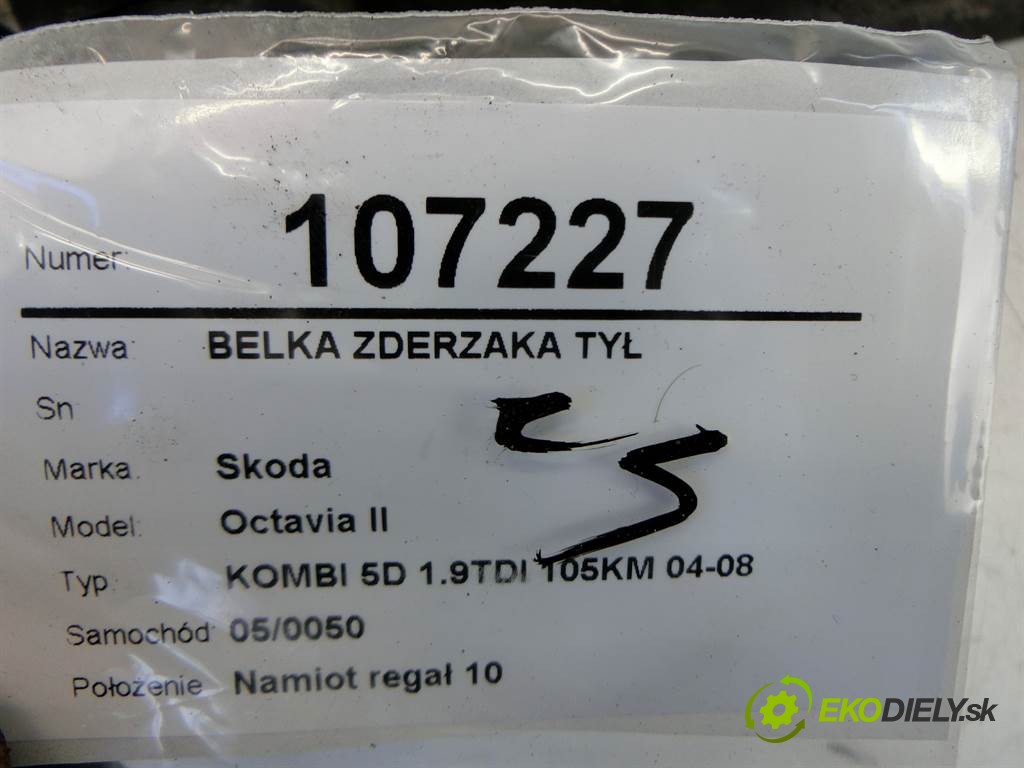 Numer: 107227
Nazwa: BELKA ZDERZAKA TYŁ
Sn
Marka: Skoda
Model: Octavia II
Typ: KOMBI 5D 1.9TDI 105KM 04-08
Samochód: 05/0050
Położenie Namiot regał 10
EKODIELY.sk